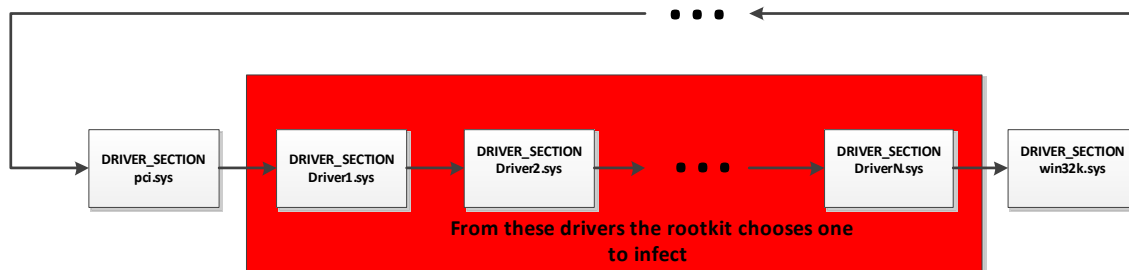 DRIVER_SECTION
pci.sys
DRIVER_SECTION
Driver1.sys
DRIVER_SECTION
Driver2.sys
DRIVER_SECTION
DriverN.sys
DRIVER_SECTION
win32k.sys
From these drivers the rootkit chooses one
to infect